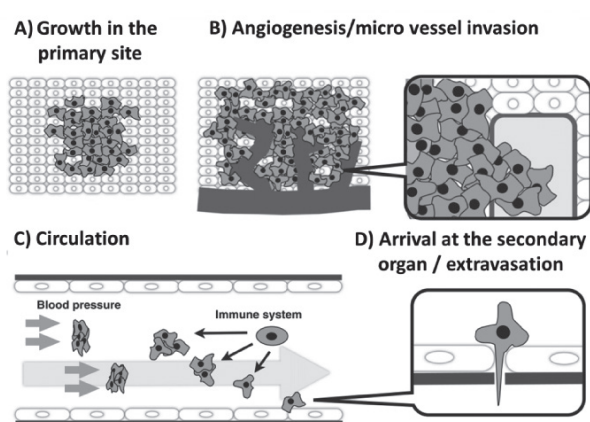 A) Growth in the
primary site
B) Angiogenesis/micro vessel invasion
C) Circulation
Blood pressure
Immune system
D) Arrival at the secondary
organ / extravasation